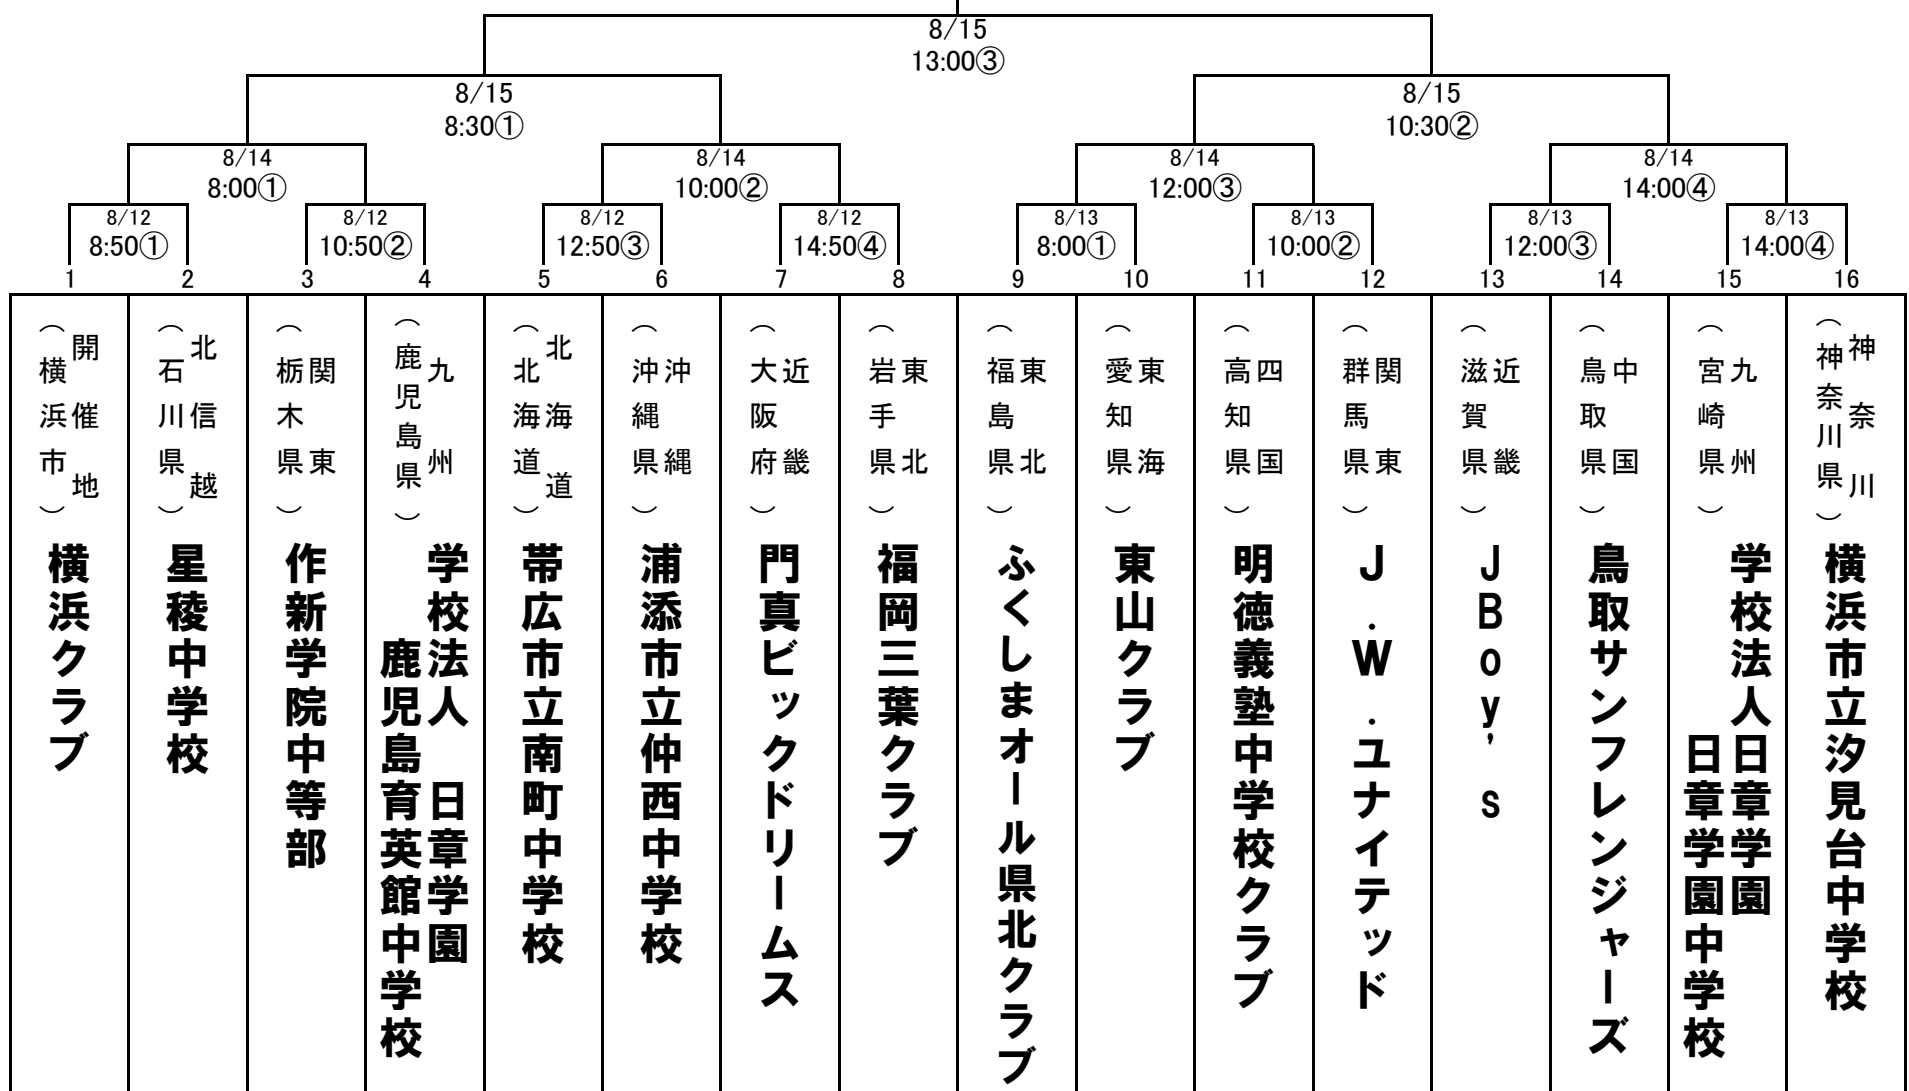 8/15
13:00③
8/15
8:30①
8/15
10:30②
8/14
8:00①
8/14
10:00②
8/14
12:00③
8/14
14:00④
8/12
8:50①
8/12
10:50②
8/12
12:50③
8/12
14:50④
8/13
8:00①
8/13
10:00②
8/13
12:00③
8/13
14:00④
1
2
3
4
5
6
7
8
9
10
11
12
13
14
15
16
開催地
（横浜市）
横浜クラブ
北信越
（石川県）
星稜中学校
関東
（栃木県）
作新学院中等部
九州
（鹿児島県）
学校法人 日章学園
鹿児島育英館中学校
北海道
（北海道）
帯広市立南町中学校
沖縄
（沖縄県）
浦添市立仲西中学校
近畿
（大阪府）
門真ビックドリームス
東北
（岩手県）
福岡三葉クラブ
東北
（福島県）
ふくしまオール県北クラブ
東海
（愛知県）
東山クラブ
四国
（高知県）
明徳義塾中学校クラブ
関東
（群馬県）
J.W.ユナイテッド
近畿
（滋賀県）
JBoy's
中国
（鳥取県）
鳥取サンフレンジャーズ
九州
（宮崎県）
学校法人日章学園
日章学園中学校
神奈川
（神奈川県）
横浜市立汐見台中学校